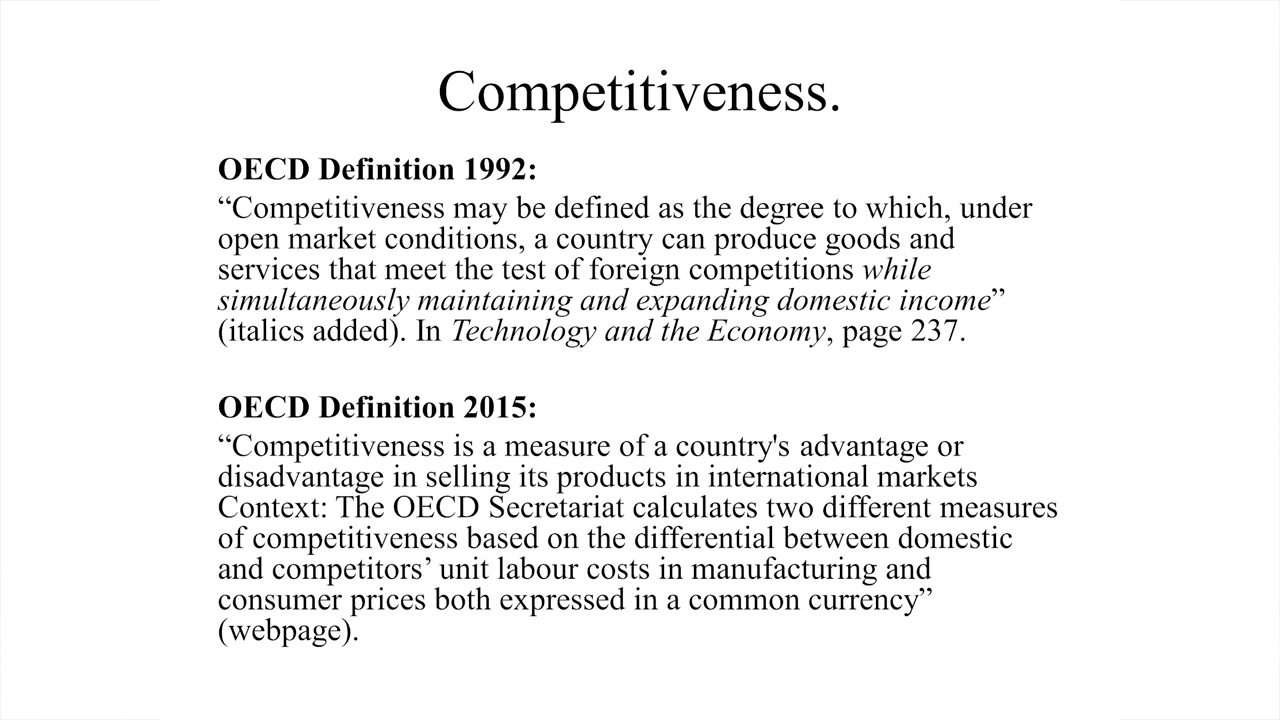 Competitiveness.
OECD Definition 1992:
“Competitiveness may be defined as the degree to which, under
open market conditions, a country can produce goods and
services that meet the test of foreign competitions while
simultaneously maintaining and expanding domestic income”
(italics added). In Technology and the Economy, page 237.
OECD Definition 2015:
“Competitiveness is a measure of a country's advantage or
disadvantage in selling its products in international markets
Context: The OECD Secretariat calculates two different measures
of competitiveness based on the differential between domestic
and competitors’ unit labour costs in manufacturing and
consumer prices both expressed in a common currency”
(webpage).